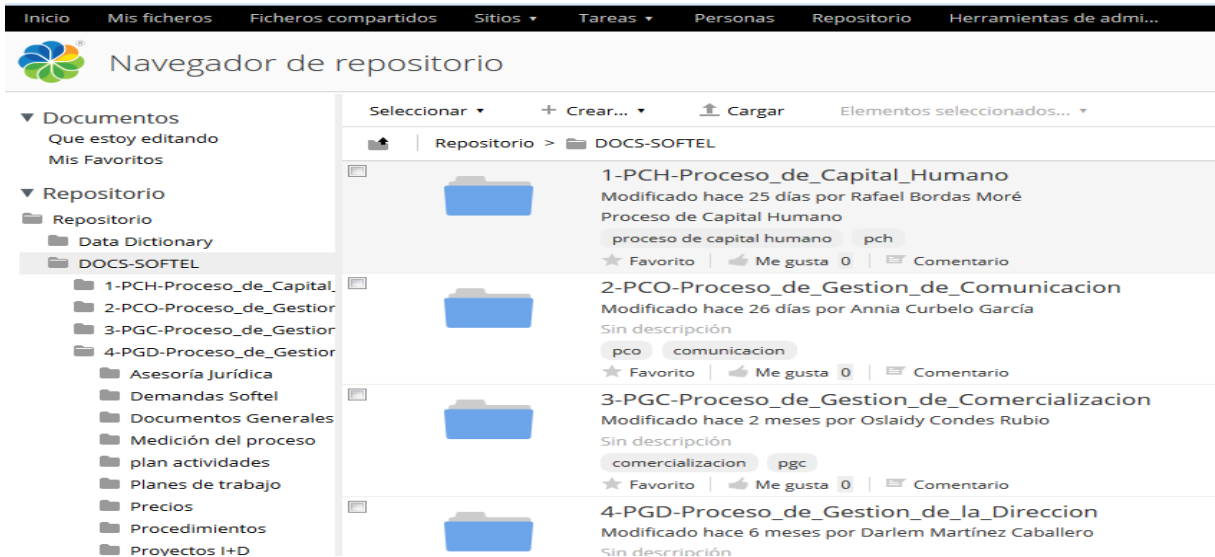 Inicio Mis ficheros Ficheros compartidos Sitios Tareas Personas Repositorio Herramientas de admi...
Navegador de repositorio
Documentos
Que estoy editando
Mis Favoritos
Repositorio
Repositorio
Data Dictionary
DOCS-SOFTEL
1-PCH-Proceso_de_Capital_
2-PCO-Proceso_de_Gestion
3-PGC-Proceso_de_Gestion
4-PGD-Proceso_de_Gestion
Asesoría Jurídica
Demandas Softel
Documentos Generales
Medición del proceso
plan actividades
Planes de trabajo
Precios
Procedimientos
Proyectos I+D
Seleccionar + Crear... Cargar Elementos seleccionados...
Repositorio > DOCS-SOFTEL
1-PCH-Proceso_de_Capital_Humano
Modificado hace 25 días por Rafael Bordas Moré
Proceso de Capital Humano
proceso de capital humano pch
Favorito Me gusta 0 Comentario
2-PCO-Proceso_de_Gestion_de_Comunicacion
Modificado hace 26 días por Annia Curbelo García
Sin descripción
pco comunicacion
Favorito Me gusta 0 Comentario
3-PGC-Proceso_de_Gestion_de_Comercializacion
Modificado hace 2 meses por Oslaidy Condes Rubio
Sin descripción
comercializacion pgc
Favorito Me gusta 0 Comentario
4-PGD-Proceso_de_Gestion_de_la_Direccion
Modificado hace 6 meses por Darlem Martínez Caballero
Sin descripción